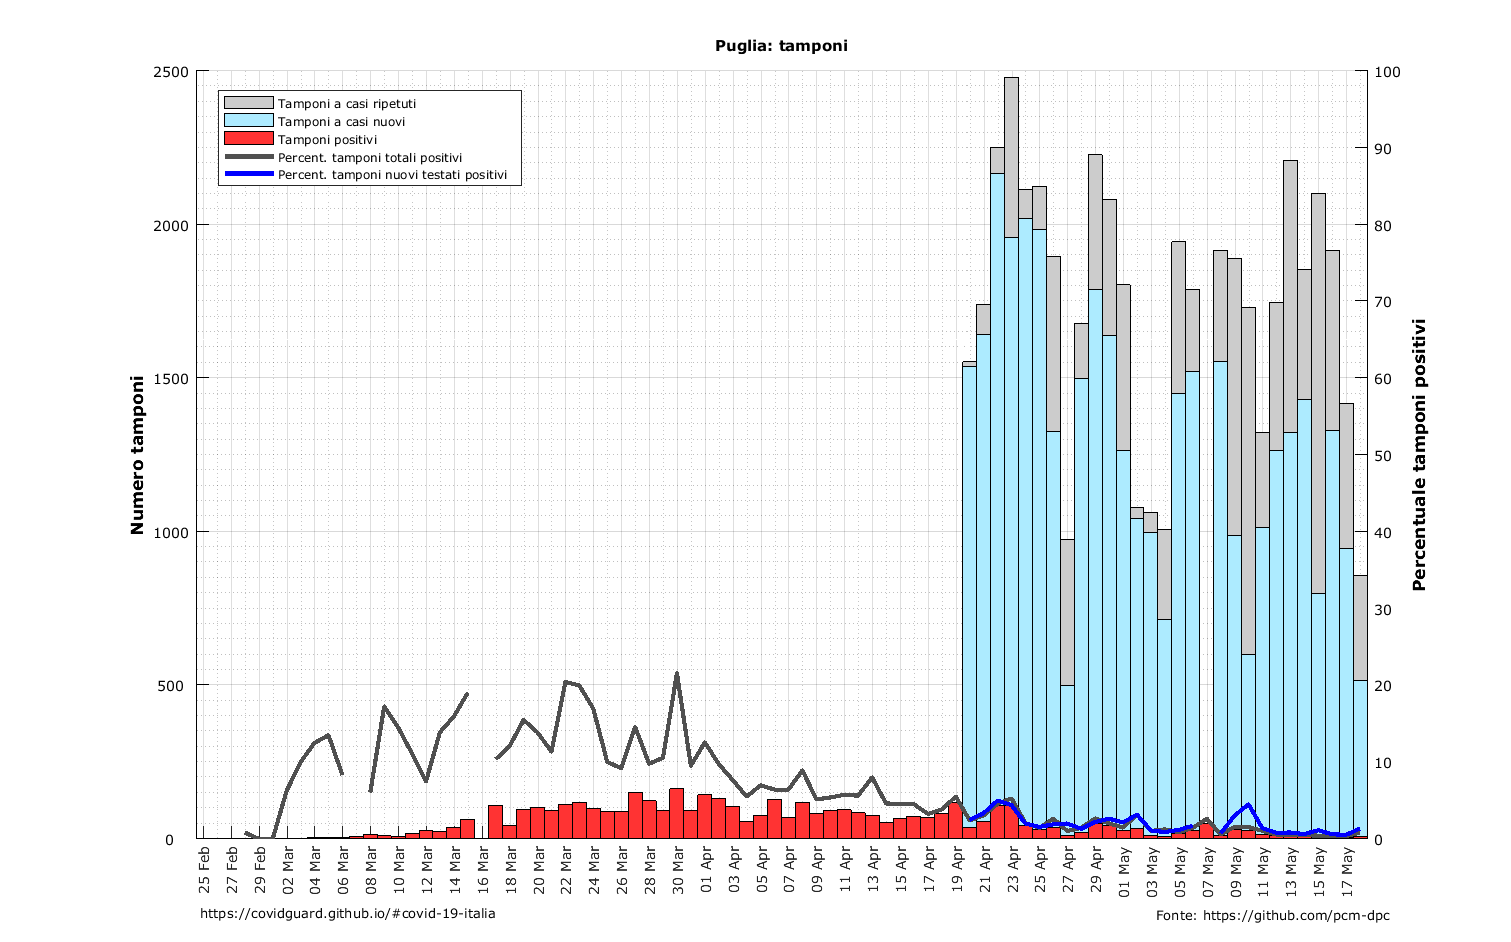 Puglia: tamponi
Tamponi a casi ripetuti
Tamponi a casi nuovi
Tamponi positivi
Percent. tamponi totali positivi
Percent. tamponi nuovi testati positivi
Numero tamponi
2500
2000
1500
1000
500
0
100
90
80
70
60
50
40
30
20
10
0
Percentuale tamponi positivi
25 Feb
27 Feb
29 Feb
02 Mar
04 Mar
06 Mar
08 Mar
10 Mar
12 Mar
14 Mar
16 Mar
18 Mar
20 Mar
22 Mar
24 Mar
26 Mar
28 Mar
30 Mar
01 Apr
03 Apr
05 Apr
07 Apr
09 Apr
11 Apr
13 Apr
15 Apr
17 Apr
19 Apr
21 Apr
23 Apr
25 Apr
27 Apr
29 Apr
01 May
03 May
05 May
07 May
09 May
11 May
13 May
15 May
17 May
https://covidguard.github.io/#covid-19-italia
Fonte: https://github.com/pcm-dpc